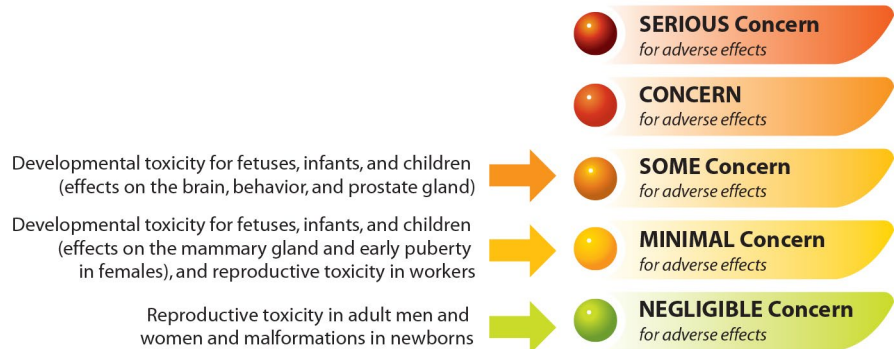 SERIOUS Concern
for adverse effects
CONCERN
for adverse effects
Developmental toxicity for fetuses, infants, and children
(effects on the brain, behavior, and prostate gland)
SOME Concern
for adverse effects
Developmental toxicity for fetuses, infants, and children
(effects on the mammary gland and early puberty
in females), and reproductive toxicity in workers
MINIMAL Concern
for adverse effects
Reproductive toxicity in adult men and
women and malformations in newborns
NEGLIGIBLE Concern
for adverse effects